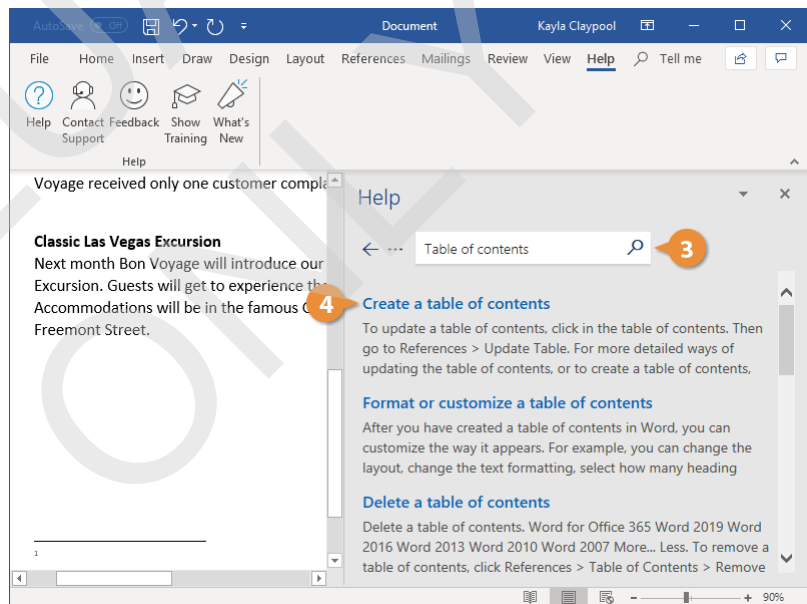 AutoSave Off Document Kayla Claypool
File Home Insert Draw Design Layout References Mailings Review View Help Tell me
Help Contact Support Feedback Show Training What's New
Help
Voyage received only one customer compla
Classic Las Vegas Excursion
Next month Bon Voyage will introduce our
Excursion. Guests will get to experience the
Accommodations will be in the famous
Freemont Street.
1
Help
Table of contents
3
4
Create a table of contents
To update a table of contents, click in the table of contents. Then
go to References > Update Table. For more detailed ways of
updating the table of contents, or to create a table of contents,
Format or customize a table of contents
After you have created a table of contents in Word, you can
customize the way it appears. For example, you can change the
layout, change the text formatting, select how many heading
Delete a table of contents
Delete a table of contents. Word for Office 365 Word 2019 Word
2016 Word 2013 Word 2010 Word 2007 More... Less. To remove a
table of contents, click References > Table of Contents > Remove
90%
ONLY